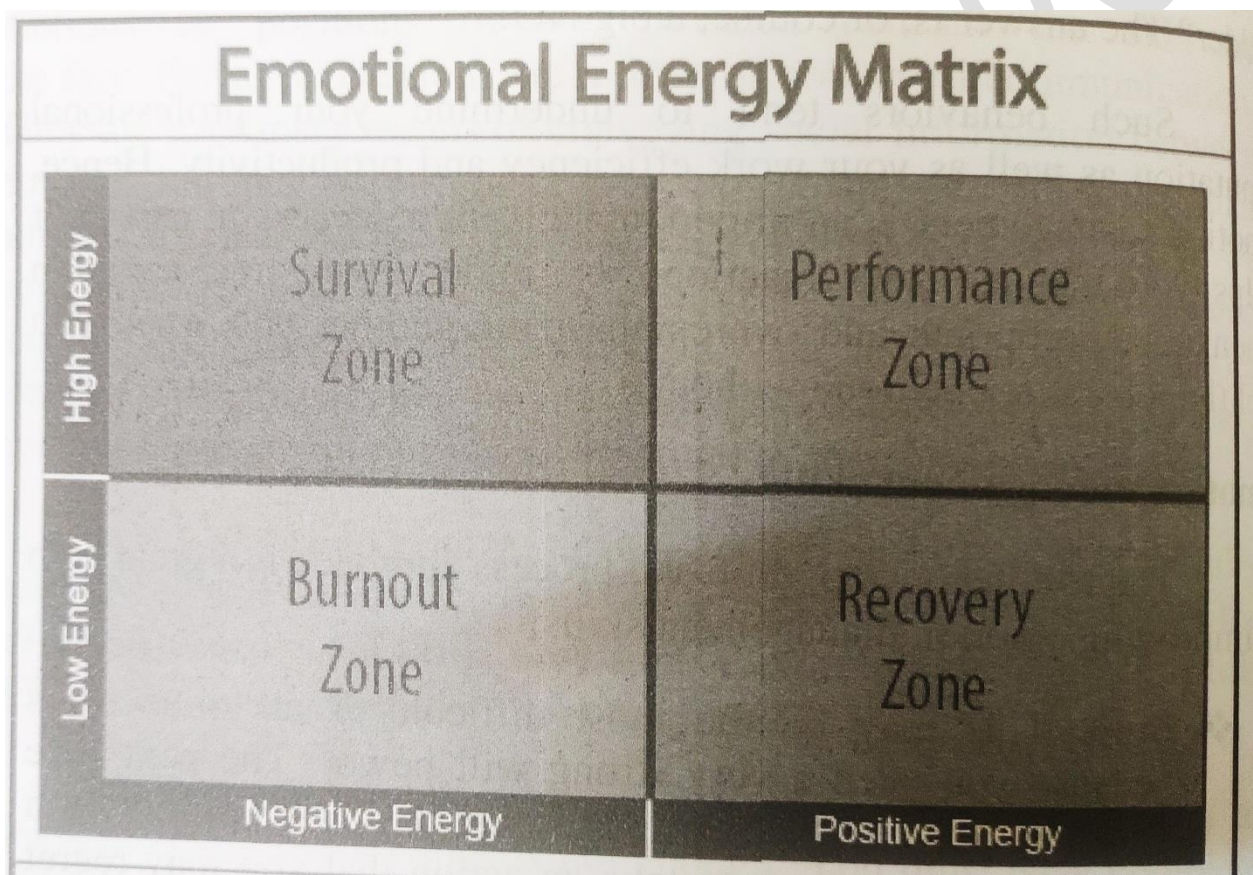 Emotional Energy Matrix
High Energy
Survival
Zone
Performance
Zone
Low Energy
Burnout
Zone
Recovery
Zone
Negative Energy
Positive Energy